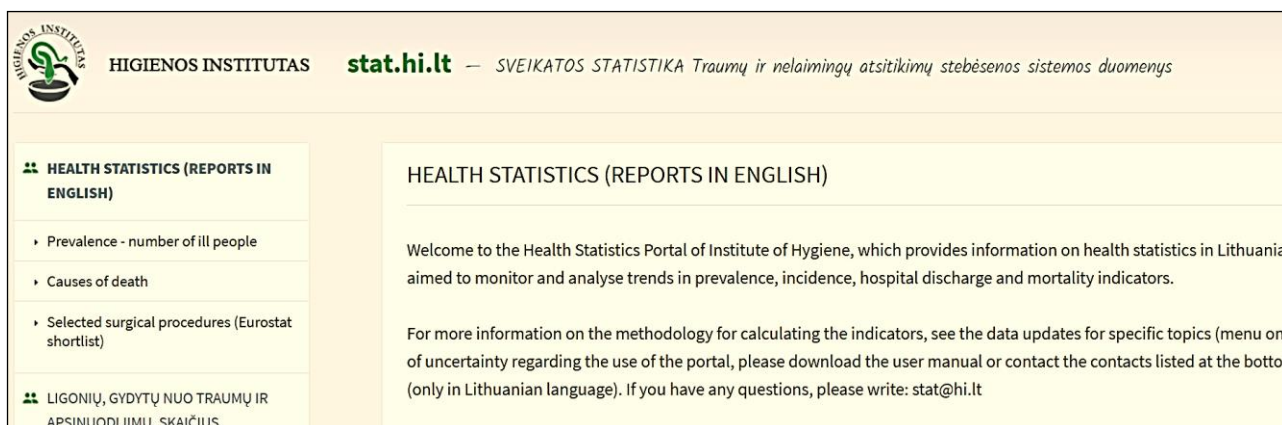 HIGIENOS INSTITUTAS
HIGIENOS INSTITUTAS stat.hi.lt — SVEIKATOS STATISTIKA Traumų ir nelaimingų atsitikimų stebėsenos sistemos duomenys
HEALTH STATISTICS (REPORTS IN
ENGLISH)
Prevalence - number of ill people
Causes of death
Selected surgical procedures (Eurostat
shortlist)
LIGONIŲ, GYDYTŲ NUO TRAUMŲ IR
APSINUODIJIMŲ, SKAIČIUS
HEALTH STATISTICS (REPORTS IN ENGLISH)
Welcome to the Health Statistics Portal of Institute of Hygiene, which provides information on health statistics in Lithuania
aimed to monitor and analyse trends in prevalence, incidence, hospital discharge and mortality indicators.
For more information on the methodology for calculating the indicators, see the data updates for specific topics (menu on
of uncertainty regarding the use of the portal, please download the user manual or contact the contacts listed at the botto
(only in Lithuanian language). If you have any questions, please write: stat@hi.lt